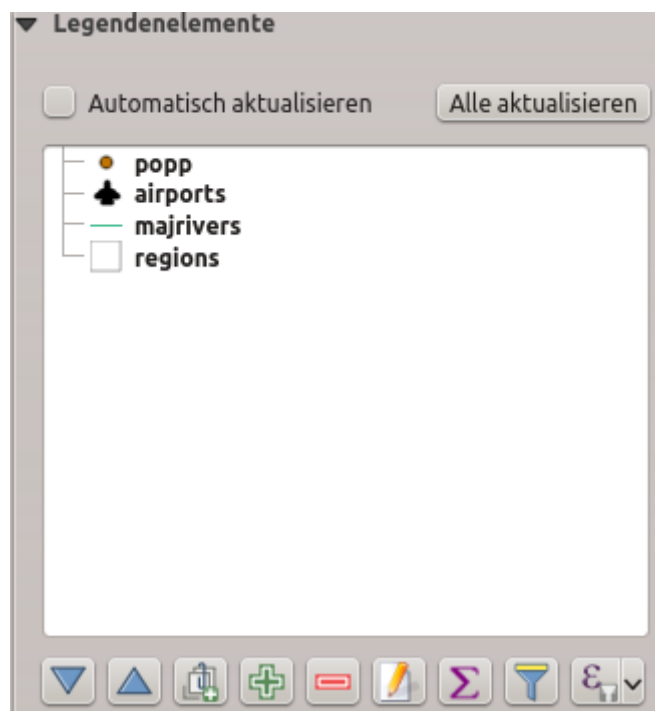 Legendenelemente
Automatisch aktualisieren
Alle aktualisieren
popp
airports
majrivers
regions
Σ
ε